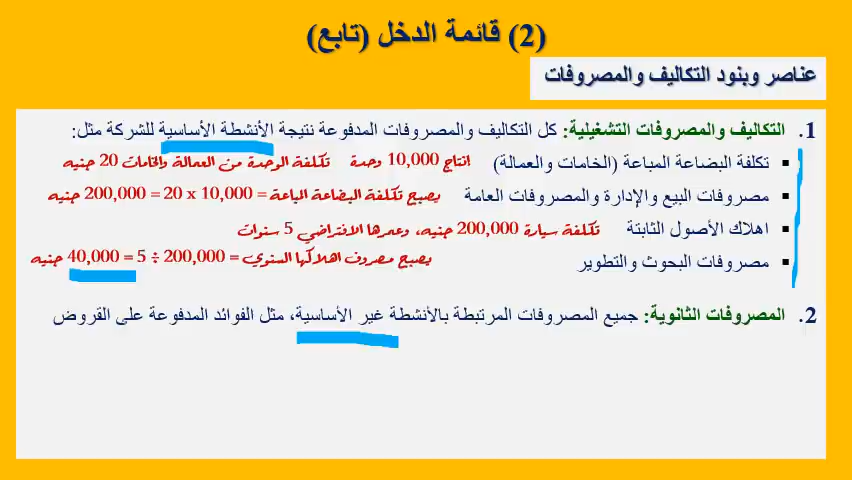 (2) قائمة الدخل (تابع)
عناصر وبنود التكاليف والمصروفات
1. التكاليف والمصروفات التشغيلية: كل التكاليف والمصروفات المدفوعة نتيجة الأنشطة الأساسية للشركة مثل:
▪ تكلفة البضاعة المباعة (الخامات والعمالة) انتاج 10,000 وحدة تكلفة الوحدة من العمالة والخامات 20 جنيه
▪ مصروفات البيع والإدارة والمصروفات العامة يصبح تكلفة البضاعة المباعة = 10,000 x 20 = 200,000 جنيه
▪ اهلاك الأصول الثابتة تكلفة سيارة 200,000 جنيه، وعمرها الافتراضي 5 سنوات
▪ مصروفات البحوث والتطوير يصبح مصروف اهلاكها السنوي = 200,000 ÷ 5 = 40,000 جنيه
2. المصروفات الثانوية: جميع المصروفات المرتبطة بالأنشطة غير الأساسية، مثل الفوائد المدفوعة على القروض